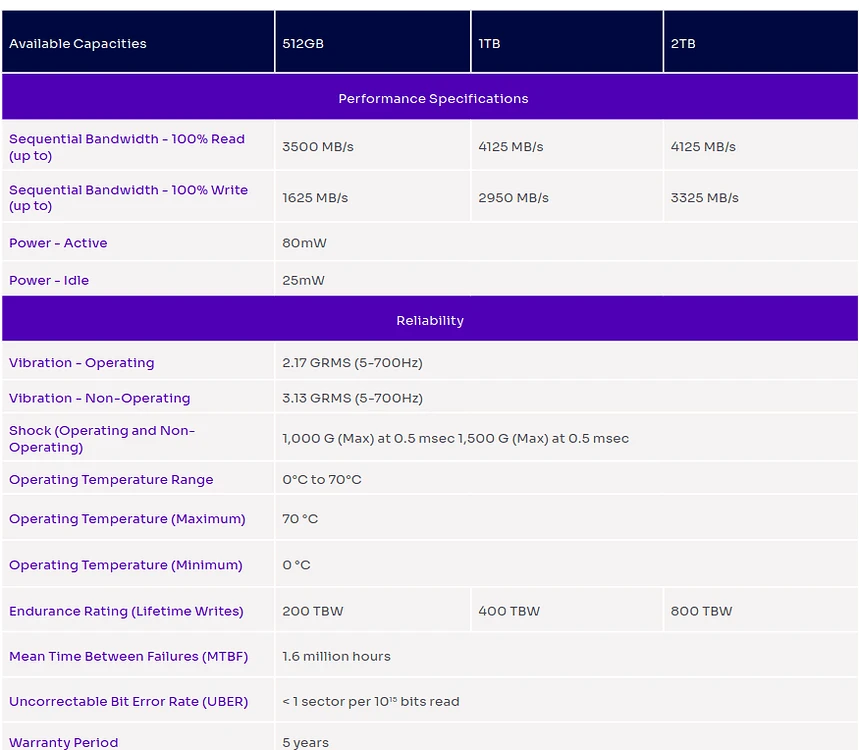 Available Capacities 512GB 1TB 2TB
Performance Specifications
Sequential Bandwidth - 100% Read
(up to)
3500 MB/s 4125 MB/s 4125 MB/s
Sequential Bandwidth - 100% Write
(up to)
1625 MB/s 2950 MB/s 3325 MB/s
Power - Active 80mW
Power - Idle 25mW
Reliability
Vibration - Operating 2.17 GRMS (5-700Hz)
Vibration - Non-Operating 3.13 GRMS (5-700Hz)
Shock (Operating and Non-
Operating)
1,000 G (Max) at 0.5 msec 1,500 G (Max) at 0.5 msec
Operating Temperature Range 0°C to 70°C
Operating Temperature (Maximum) 70 °C
Operating Temperature (Minimum) 0 °C
Endurance Rating (Lifetime Writes) 200 TBW 400 TBW 800 TBW
Mean Time Between Failures (MTBF) 1.6 million hours
Uncorrectable Bit Error Rate (UBER) < 1 sector per 10¹⁵ bits read
Warranty Period 5 years